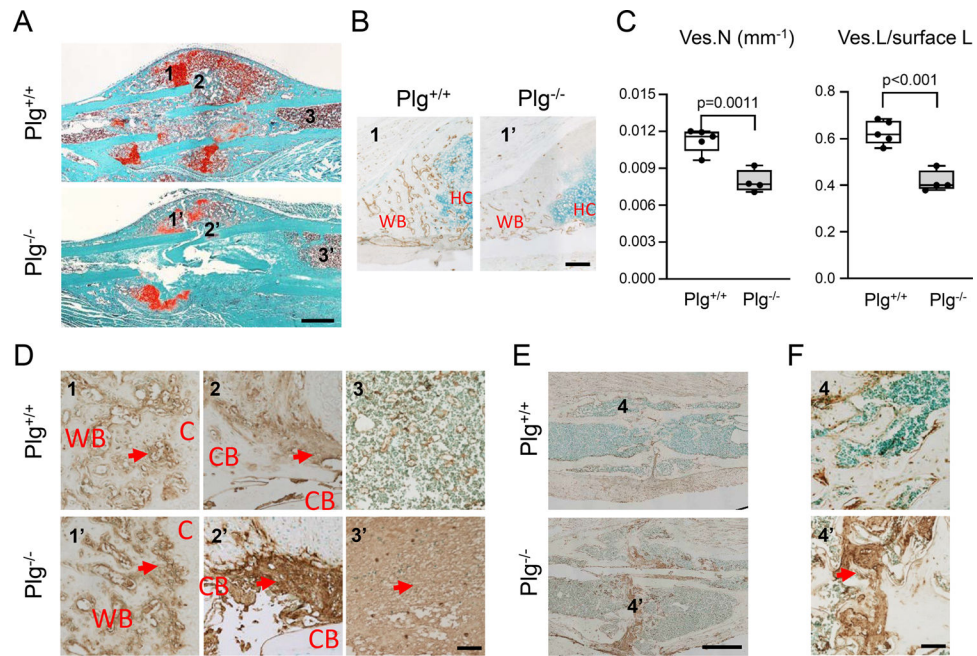 A
Plg+/+
1
2
3
Plg-/-
1'
2'
3'
B
Plg+/+
Plg-/-
1
WB
HC
1'
WB
HC
C
Ves.N (mm-1)
Ves.L/surface L
p=0.0011
p<0.001
0.015
0.012
0.009
0.006
0.003
0.000
0.8
0.6
0.4
0.2
0.0
Plg+/+
Plg-/-
Plg+/+
Plg-/-
D
Plg+/+
1
WB
C
2
CB
CB
3
Plg-/-
1'
C
WB
2'
CB
CB
3'
E
Plg+/+
4
Plg-/-
4'
F
4
4'